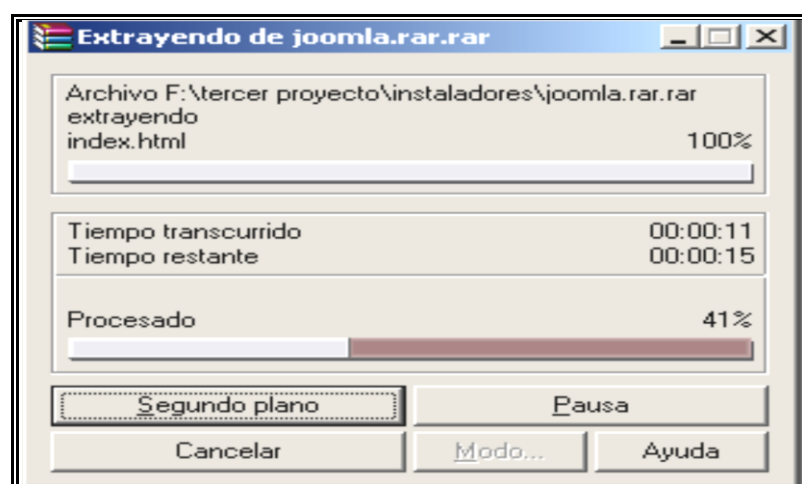 Extrayendo de joomla.rar.rar
Archivo F:\tercer proyecto\instaladores\joomla.rar.rar
extrayendo
index.html 100%
Tiempo transcurrido 00:00:11
Tiempo restante 00:00:15
Procesado 41%
Segundo plano Pausa
Cancelar Modo... Ayuda